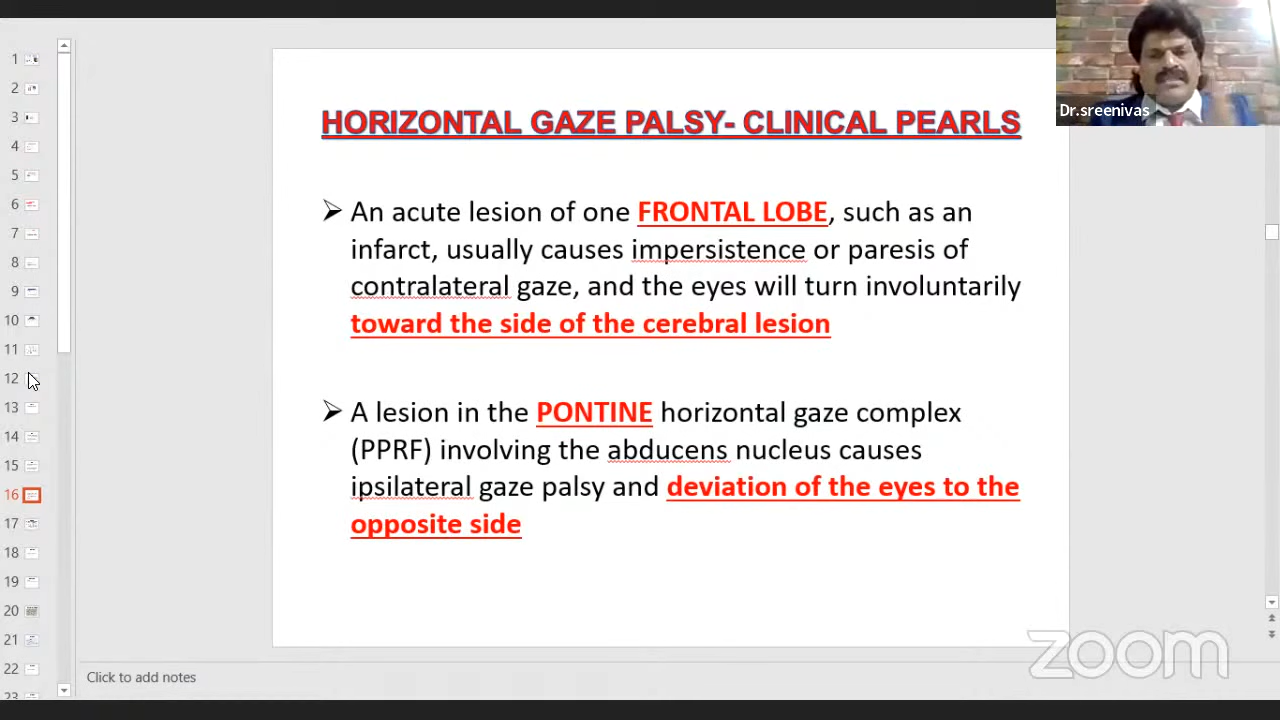 HORIZONTAL GAZE PALSY- CLINICAL PEARLS
Dr.sreenivas
➢ An acute lesion of one FRONTAL LOBE, such as an
infarct, usually causes impersistence or paresis of
contralateral gaze, and the eyes will turn involuntarily
toward the side of the cerebral lesion
➢ A lesion in the PONTINE horizontal gaze complex
(PPRF) involving the abducens nucleus causes
ipsilateral gaze palsy and deviation of the eyes to the
opposite side
1
2
3
4
5
6
7
8
9
10
11
12
13
14
15
16
17
18
19
20
21
22
23
Click to add notes
zoom